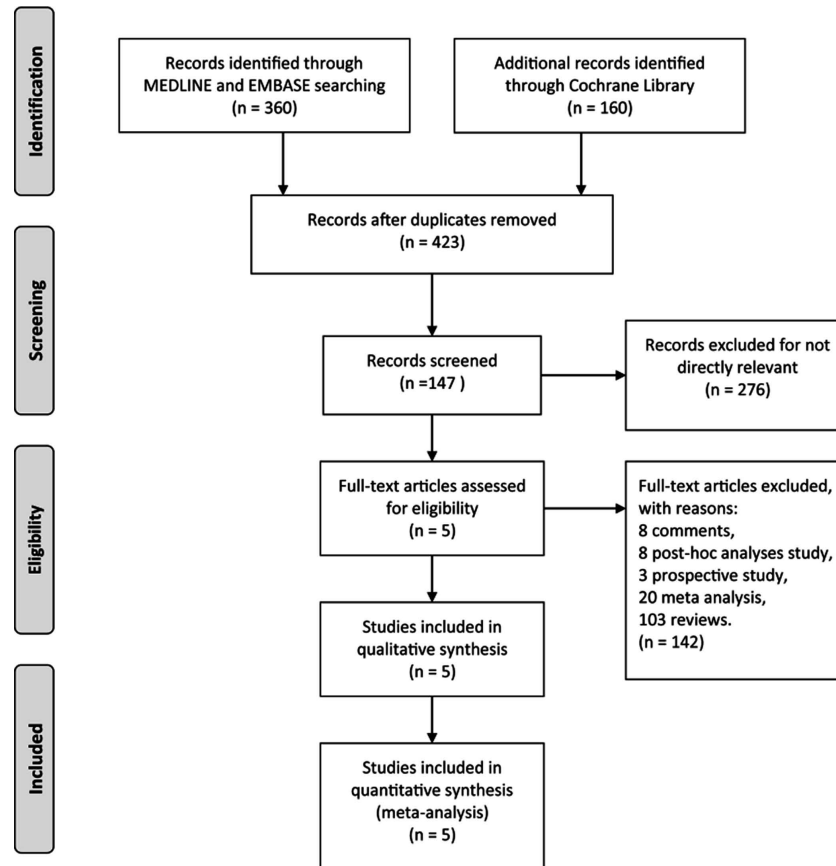 Identification
Records identified through
MEDLINE and EMBASE searching
(n = 360)
Additional records identified
through Cochrane Library
(n = 160)
Records after duplicates removed
(n = 423)
Screening
Records screened
(n =147 )
Records excluded for not
directly relevant
(n = 276)
Eligibility
Full-text articles assessed
for eligibility
(n = 5)
Full-text articles excluded,
with reasons:
8 comments,
8 post-hoc analyses study,
3 prospective study,
20 meta analysis,
103 reviews.
(n = 142)
Studies included in
qualitative synthesis
(n = 5)
Included
Studies included in
quantitative synthesis
(meta-analysis)
(n = 5)